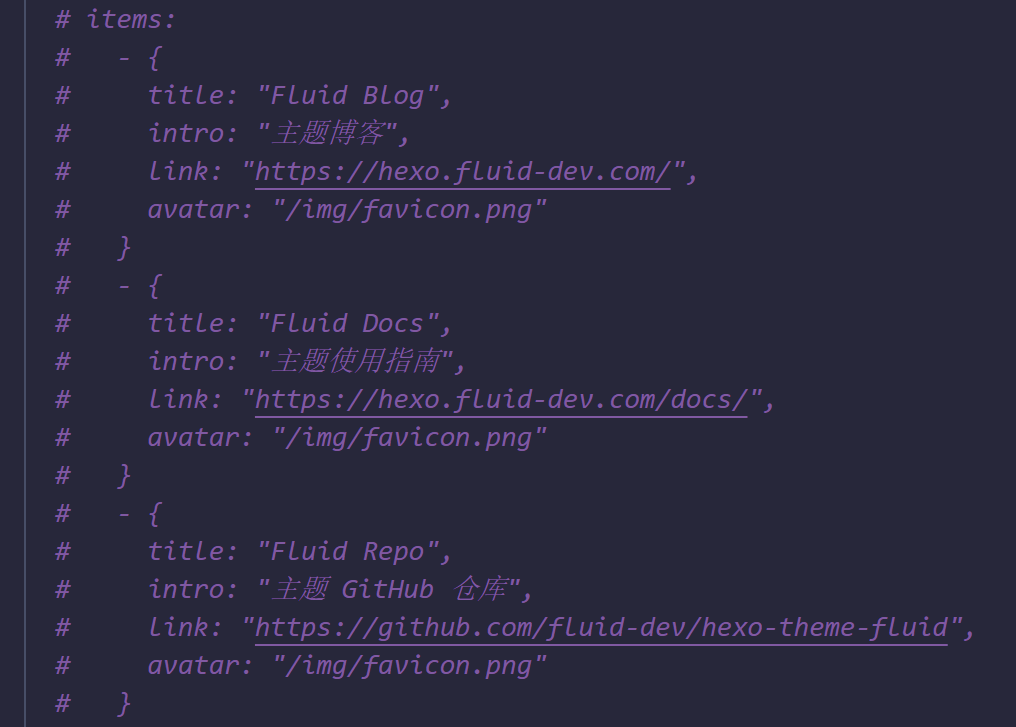 # items:
#   - {
#     title: "Fluid Blog",
#     intro: "主题博客",
#     link: "https://hexo.fluid-dev.com/",
#     avatar: "/img/favicon.png"
#   }
#   - {
#     title: "Fluid Docs",
#     intro: "主题使用指南",
#     link: "https://hexo.fluid-dev.com/docs/",
#     avatar: "/img/favicon.png"
#   }
#   - {
#     title: "Fluid Repo",
#     intro: "主题 GitHub 仓库",
#     link: "https://github.com/fluid-dev/hexo-theme-fluid",
#     avatar: "/img/favicon.png"
#   }